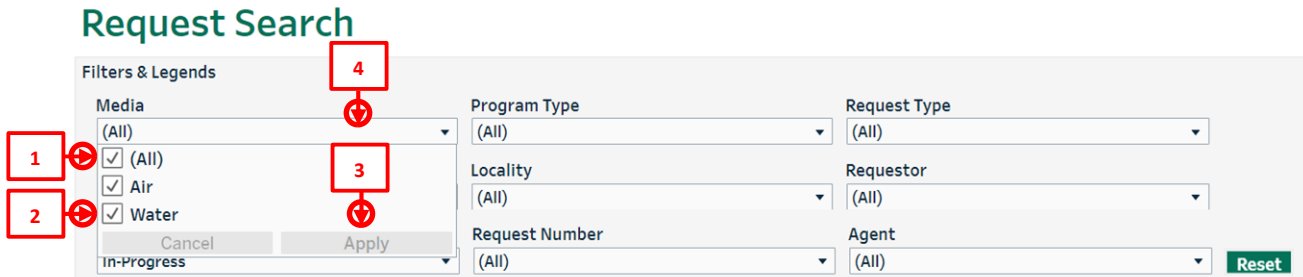 Request Search
Filters & Legends
4
Media
Program Type
Request Type
(All)
(All)
(All)
1
(All)
3
Locality
Requestor
Air
(All)
(All)
2
Water
Request Number
Agent
Cancel
Apply
In-Progress
(All)
(All)
Reset